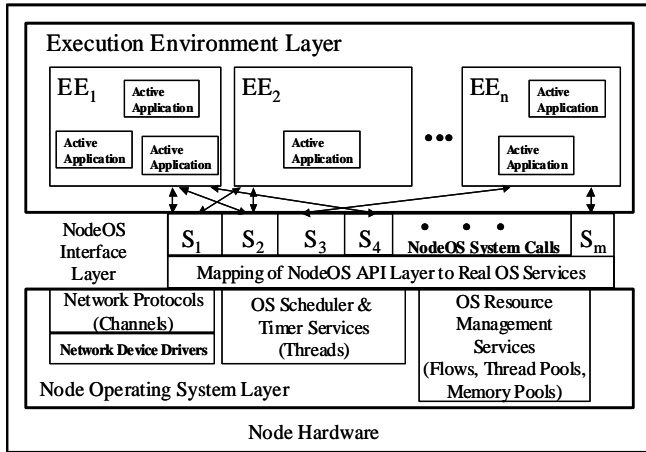 Execution Environment Layer
EE1
Active
Application
Active
Application
Active
Application
EE2
Active
Application
•••
EEn
Active
Application
Active
Application
NodeOS
Interface
Layer
S1
S2
S3
S4
• • •
NodeOS System Calls
Sm
Mapping of NodeOS API Layer to Real OS Services
Network Protocols
(Channels)
Network Device Drivers
OS Scheduler &
Timer Services
(Threads)
OS Resource
Management
Services
(Flows, Thread Pools,
Memory Pools)
Node Operating System Layer
Node Hardware